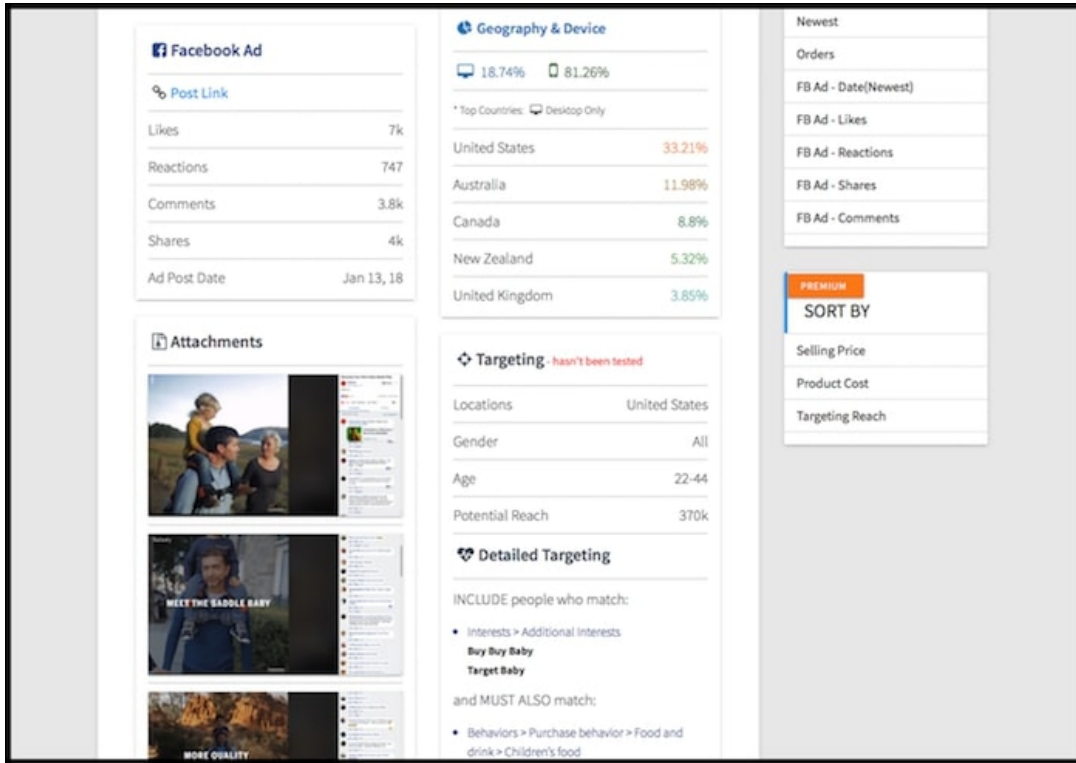 Facebook Ad
Post Link
Likes 7k
Reactions 747
Comments 3.8k
Shares 4k
Ad Post Date Jan 13, 18
Attachments
MEET THE SADDLE BABY
MORE QUALITY
Geography & Device
18.74% 81.26%
* Top Countries: Desktop Only
United States 33.21%
Australia 11.98%
Canada 8.8%
New Zealand 5.32%
United Kingdom 3.85%
Targeting - hasn't been tested
Locations United States
Gender All
Age 22-44
Potential Reach 370k
Detailed Targeting
INCLUDE people who match:
• Interests > Additional Interests
Buy Buy Baby
Target Baby
and MUST ALSO match:
• Behaviors > Purchase behavior > Food and
drink > Children's food
Newest
Orders
FB Ad - Date(Newest)
FB Ad - Likes
FB Ad - Reactions
FB Ad - Shares
FB Ad - Comments
PREMIUM
SORT BY
Selling Price
Product Cost
Targeting Reach